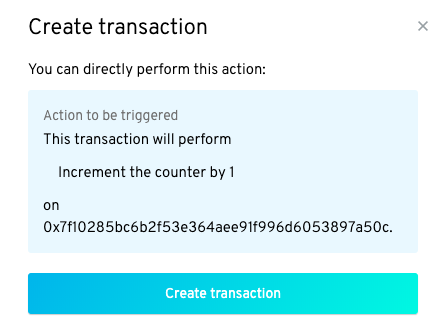 Create transaction
You can directly perform this action:
Action to be triggered
This transaction will perform
Increment the counter by 1
on
0x7f10285bc6b2f53e364aee91f996d6053897a50c.
Create transaction